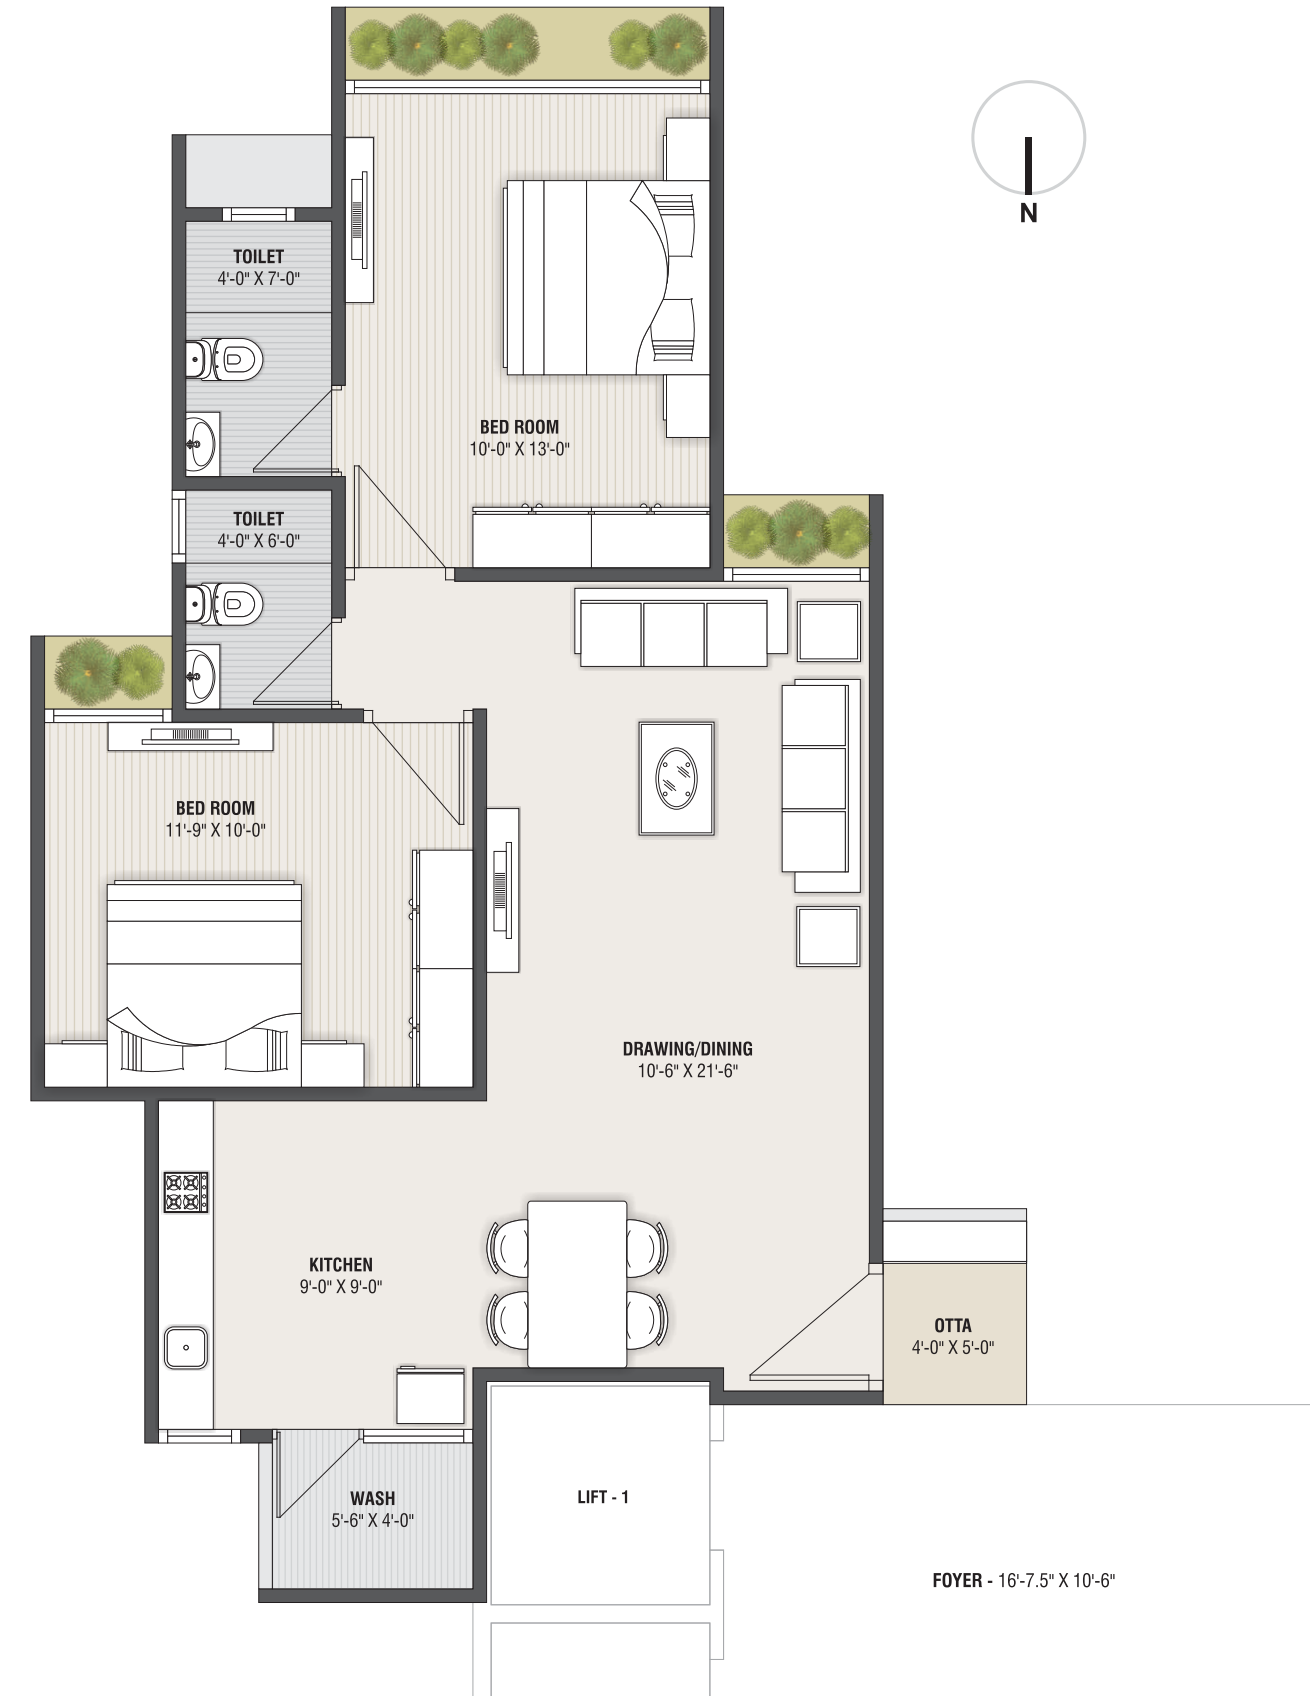 N
TOILET
4'-0" X 7'-0"
BED ROOM
10'-0" X 13'-0"
TOILET
4'-0" X 6'-0"
BED ROOM
11'-9" X 10'-0"
DRAWING/DINING
10'-6" X 21'-6"
KITCHEN
9'-0" X 9'-0"
OTTA
4'-0" X 5'-0"
WASH
5'-6" X 4'-0"
LIFT - 1
FOYER - 16'-7.5" X 10'-6"